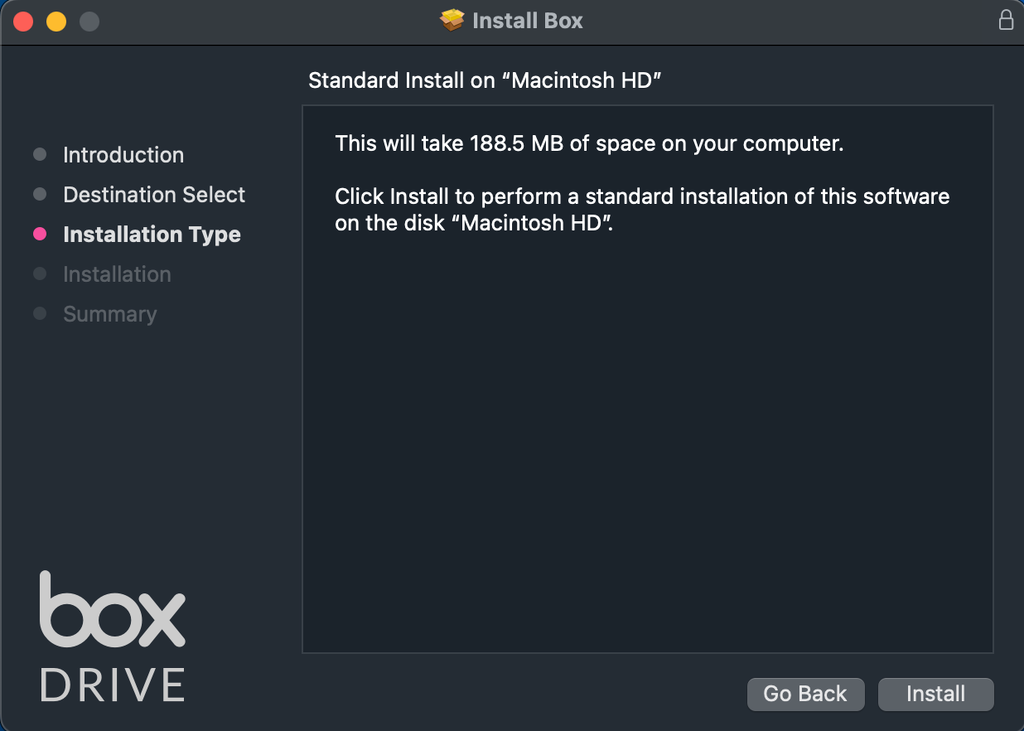 Install Box
Standard Install on “Macintosh HD”
Introduction
Destination Select
Installation Type
Installation
Summary
This will take 188.5 MB of space on your computer.
Click Install to perform a standard installation of this software
on the disk “Macintosh HD”.
box
DRIVE
Go Back
Install